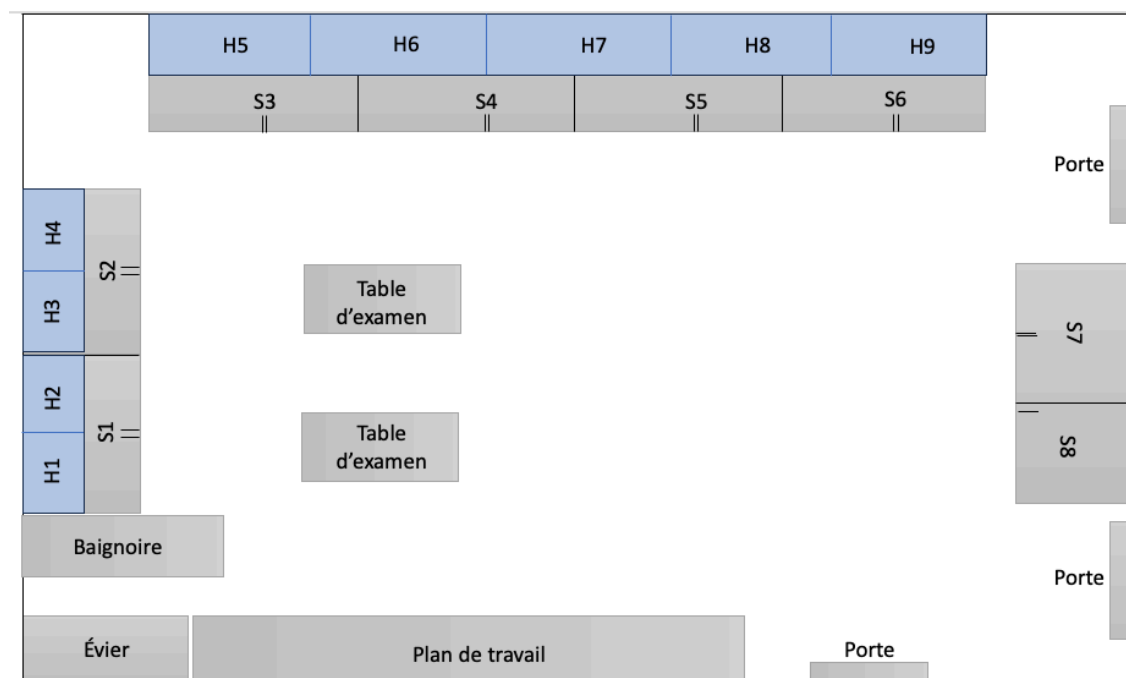 H5 H6 H7 H8 H9
S3 S4 S5 S6
Porte
H4
S2
H3
Table
d’examen
S7
H2
S1
H1
Table
d’examen
S8
Baignoire
Porte
Évier
Plan de travail
Porte